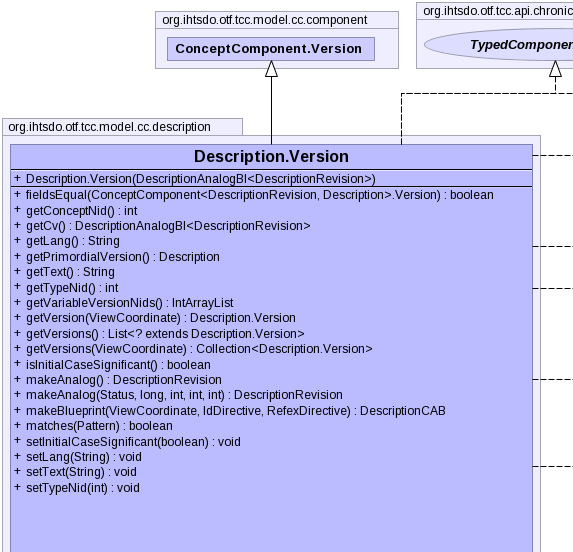 org.ihtsdo.otf.tcc.model.cc.component
ConceptComponent.Version
org.ihtsdo.otf.tcc.api.chronic
TypedComponen
org.ihtsdo.otf.tcc.model.cc.description
Description.Version
+ Description.Version(DescriptionAnalogBI<DescriptionRevision>)
+ fieldsEqual(ConceptComponent<DescriptionRevision, Description>.Version) : boolean
+ getConceptNid() : int
+ getCv() : DescriptionAnalogBI<DescriptionRevision>
+ getLang() : String
+ getPrimordialVersion() : Description
+ getText() : String
+ getTypeNid() : int
+ getVariableVersionNids() : IntArrayList
+ getVersion(ViewCoordinate) : Description.Version
+ getVersions() : List<? extends Description.Version>
+ getVersions(ViewCoordinate) : Collection<Description.Version>
+ isInitialCaseSignificant() : boolean
+ makeAnalog() : DescriptionRevision
+ makeAnalog(Status, long, int, int, int) : DescriptionRevision
+ makeBlueprint(ViewCoordinate, IdDirective, RefexDirective) : DescriptionCAB
+ matches(Pattern) : boolean
+ setInitialCaseSignificant(boolean) : void
+ setLang(String) : void
+ setText(String) : void
+ setTypeNid(int) : void